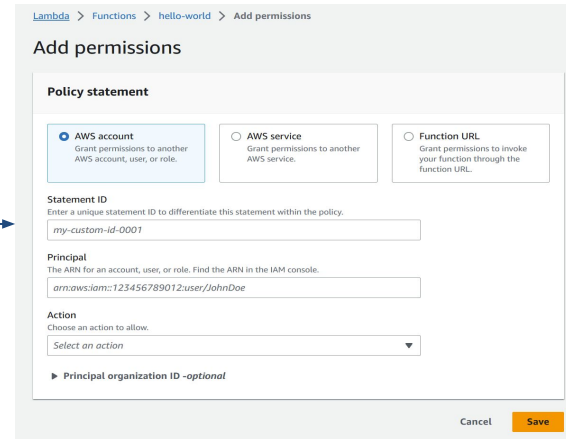 Lambda > Functions > hello-world > Add permissions
Add permissions
Policy statement
AWS account
Grant permissions to another
AWS account, user, or role.
AWS service
Grant permissions to another
AWS service.
Function URL
Grant permissions to invoke
your function through the
function URL.
Statement ID
Enter a unique statement ID to differentiate this statement within the policy.
my-custom-id-0001
Principal
The ARN for an account, user, or role. Find the ARN in the IAM console.
arn:aws:iam::123456789012:user/JohnDoe
Action
Choose an action to allow.
Select an action
Principal organization ID -optional
Cancel Save